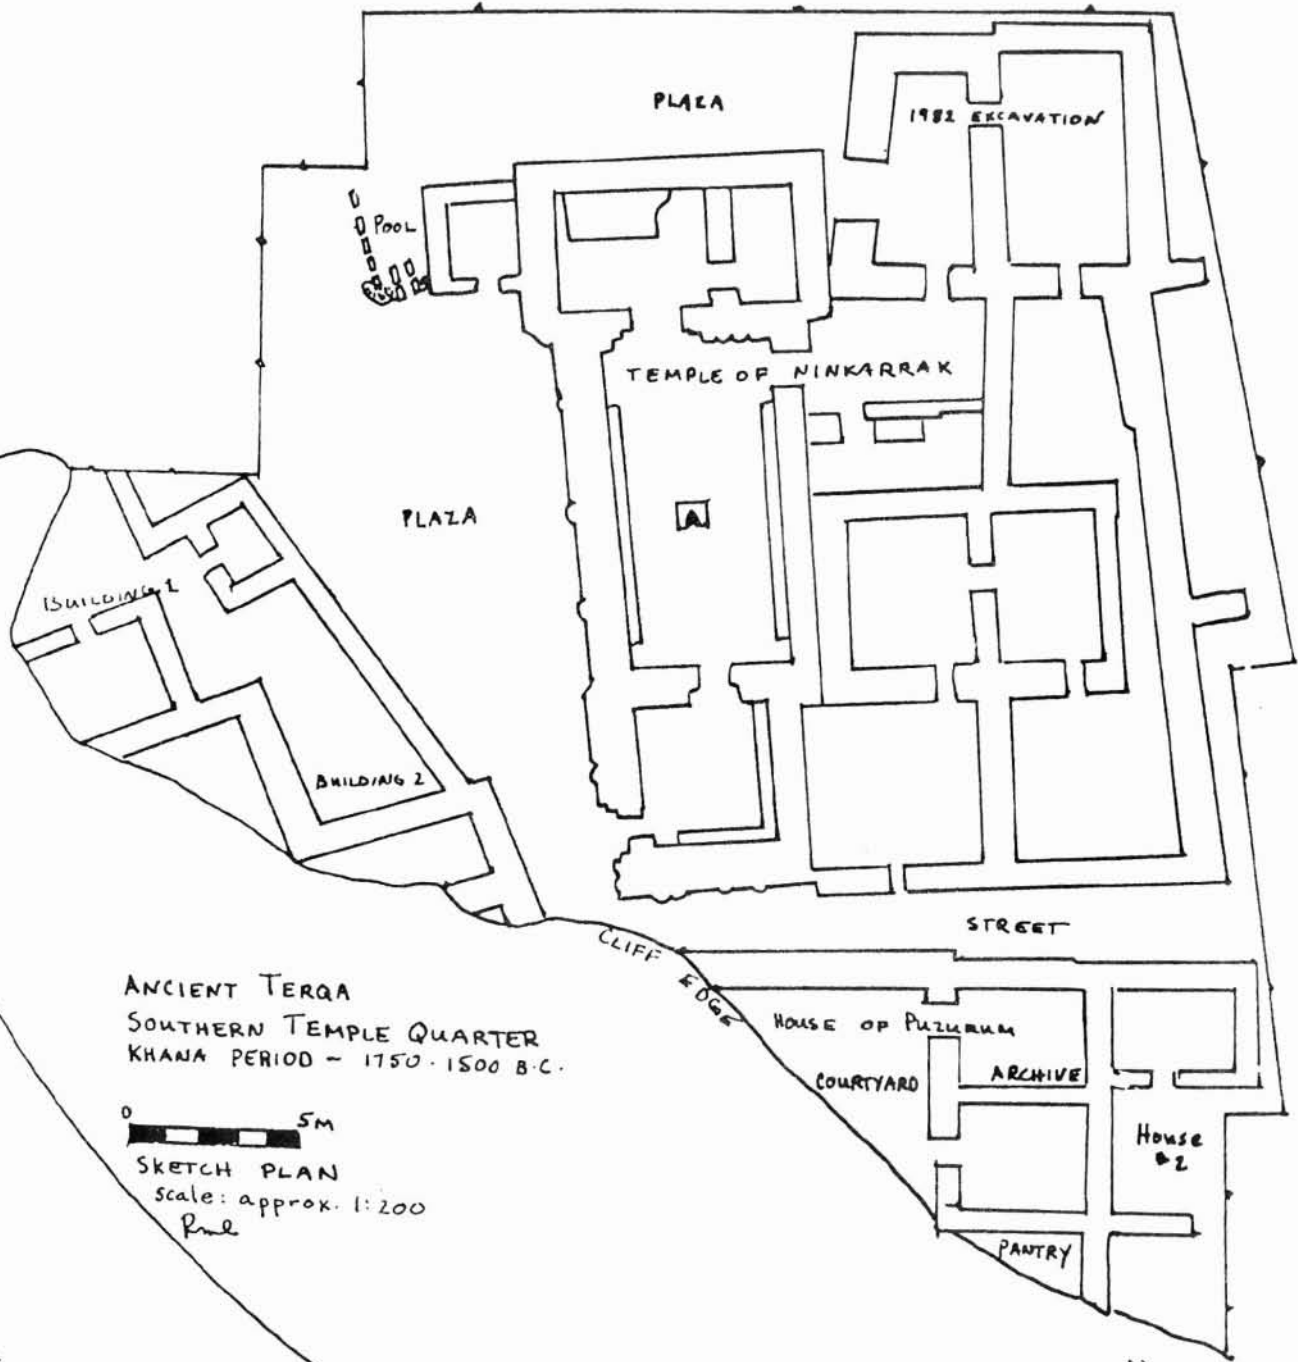 PLAZA
1982 EXCAVATION
POOL
TEMPLE OF NINKARRAK
PLAZA
A
BUILDING 1
BUILDING 2
STREET
CLIFF EDGE
HOUSE OF PUZURUM
COURTYARD
ARCHIVE
House
#2
PANTRY
ANCIENT TERQA
SOUTHERN TEMPLE QUARTER
KHANA PERIOD - 1750-1500 B.C.
0 5M
SKETCH PLAN
scale: approx. 1:200